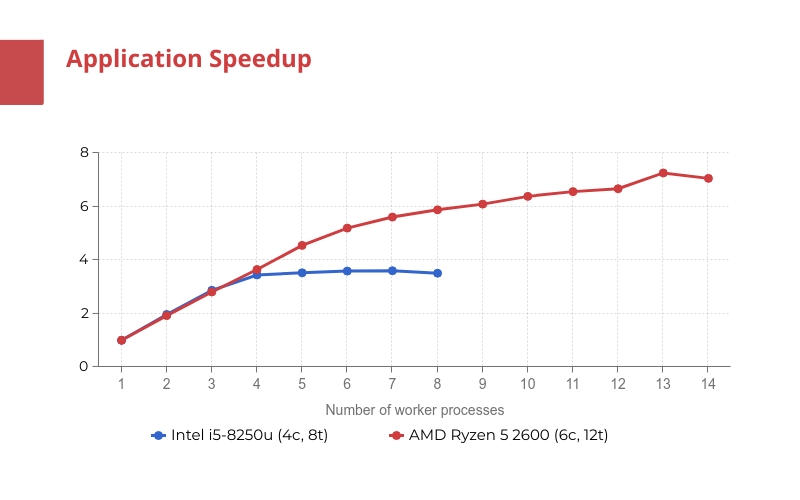 Application Speedup
8
6
4
2
0
1 2 3 4 5 6 7 8 9 10 11 12 13 14
Number of worker processes
Intel i5-8250u (4c, 8t) AMD Ryzen 5 2600 (6c, 12t)